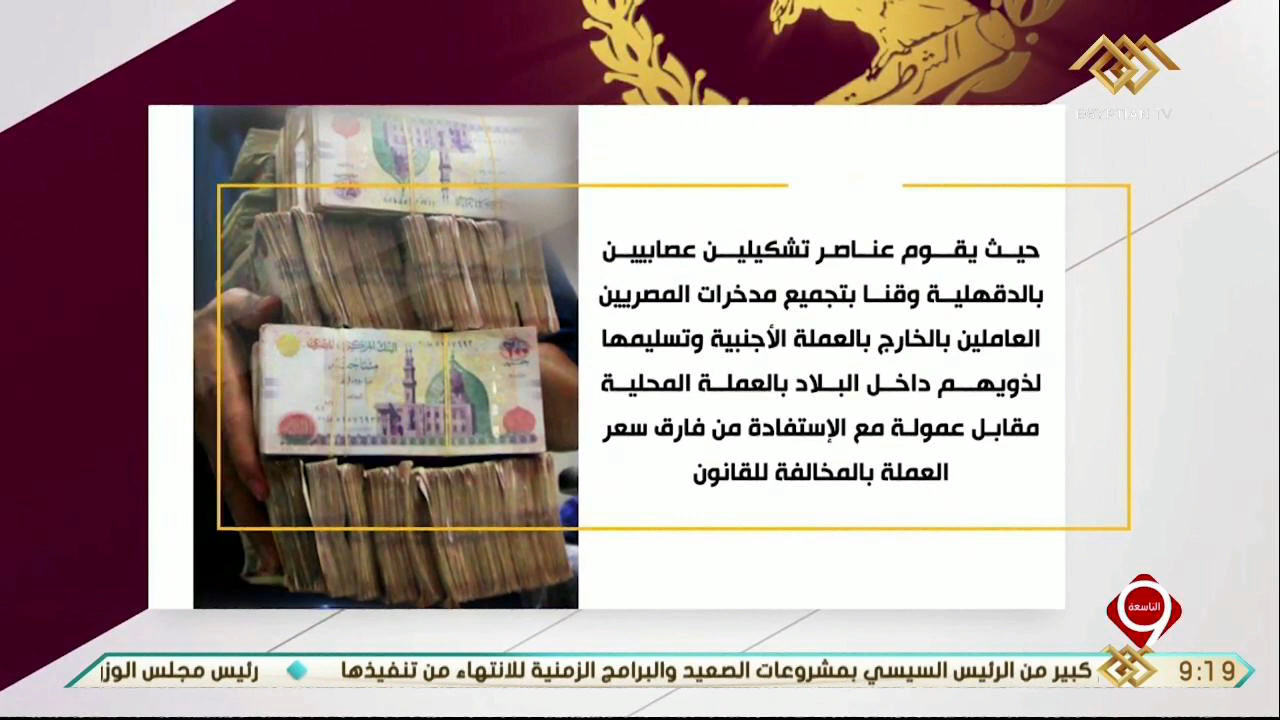 الشرطة
EGYPTIAN TV
حيث يقوم عناصر تشكيلين عصابيين
بالدقهلية وقنا بتجميع مدخرات المصريين
العاملين بالخارج بالعملة الأجنبية وتسليمها
لذويهم داخل البلاد بالعملة المحلية
مقابل عمولة مع الإستفادة من فارق سعر
العملة بالمخالفة للقانون
التاسعة
9
9:19
كبير من الرئيس السيسي بمشروعات الصعيد والبرامج الزمنية للانتهاء من تنفيذها
رئيس مجلس